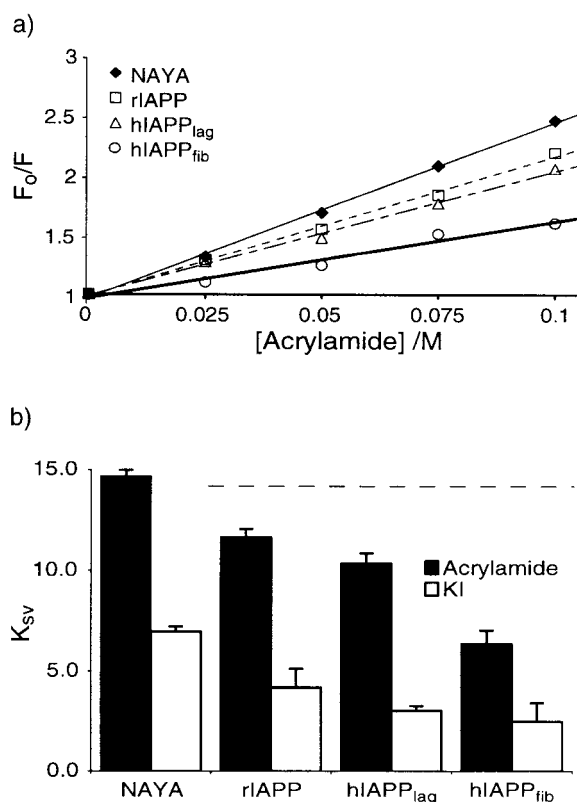 a)
NAYA
rIAPP
hIAPPlag
hIAPPfib
3
2.5
2
1.5
1
Fo/F
0
0.025
0.05
0.075
0.1
[Acrylamide] /M
b)
15.0
10.0
5.0
0.0
Ksv
Acrylamide
KI
NAYA
rIAPP
hIAPPlag
hIAPPfib